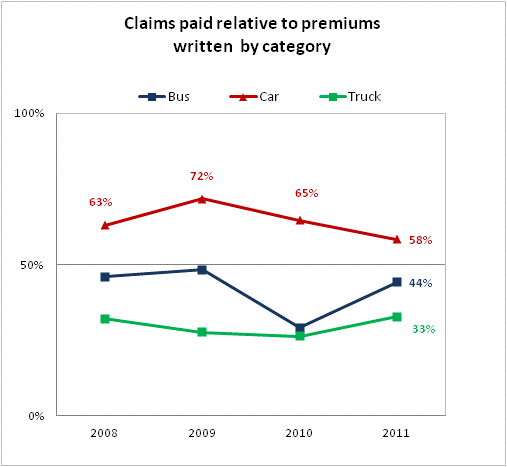 Claims paid relative to premiums
written by category
Bus Car Truck
100%
72%
65%
63%
58%
50%
44%
33%
0%
2008 2009 2010 2011